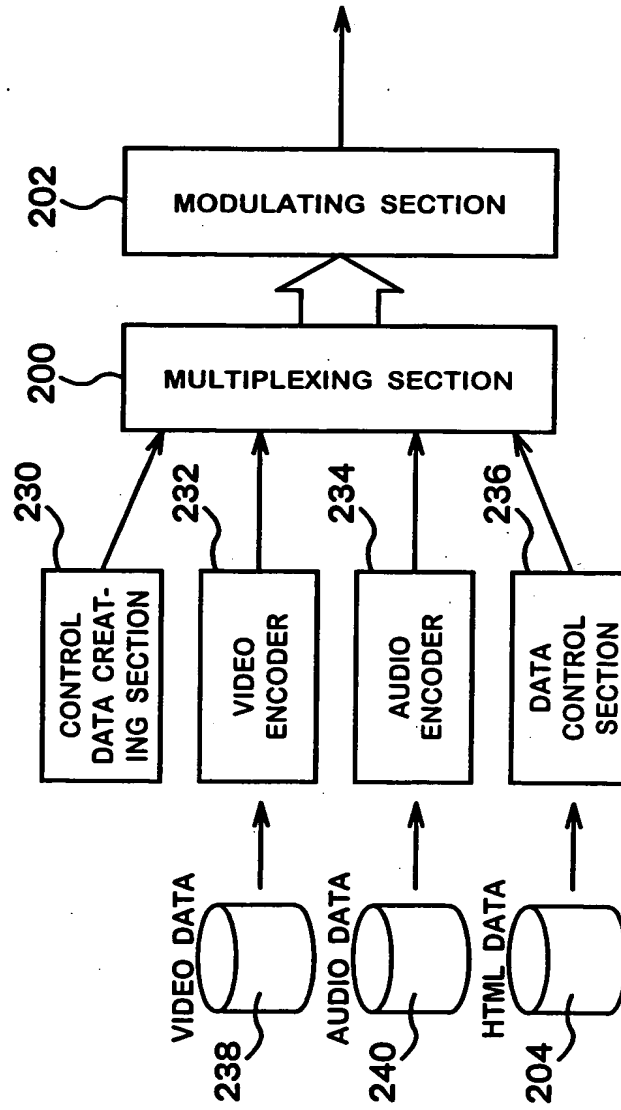 202
MODULATING SECTION
200
MULTIPLEXING SECTION
230
CONTROL
DATA CREAT-
ING SECTION
232
VIDEO
ENCODER
234
AUDIO
ENCODER
236
DATA
CONTROL
SECTION
VIDEO DATA
238
AUDIO DATA
240
HTML DATA
204